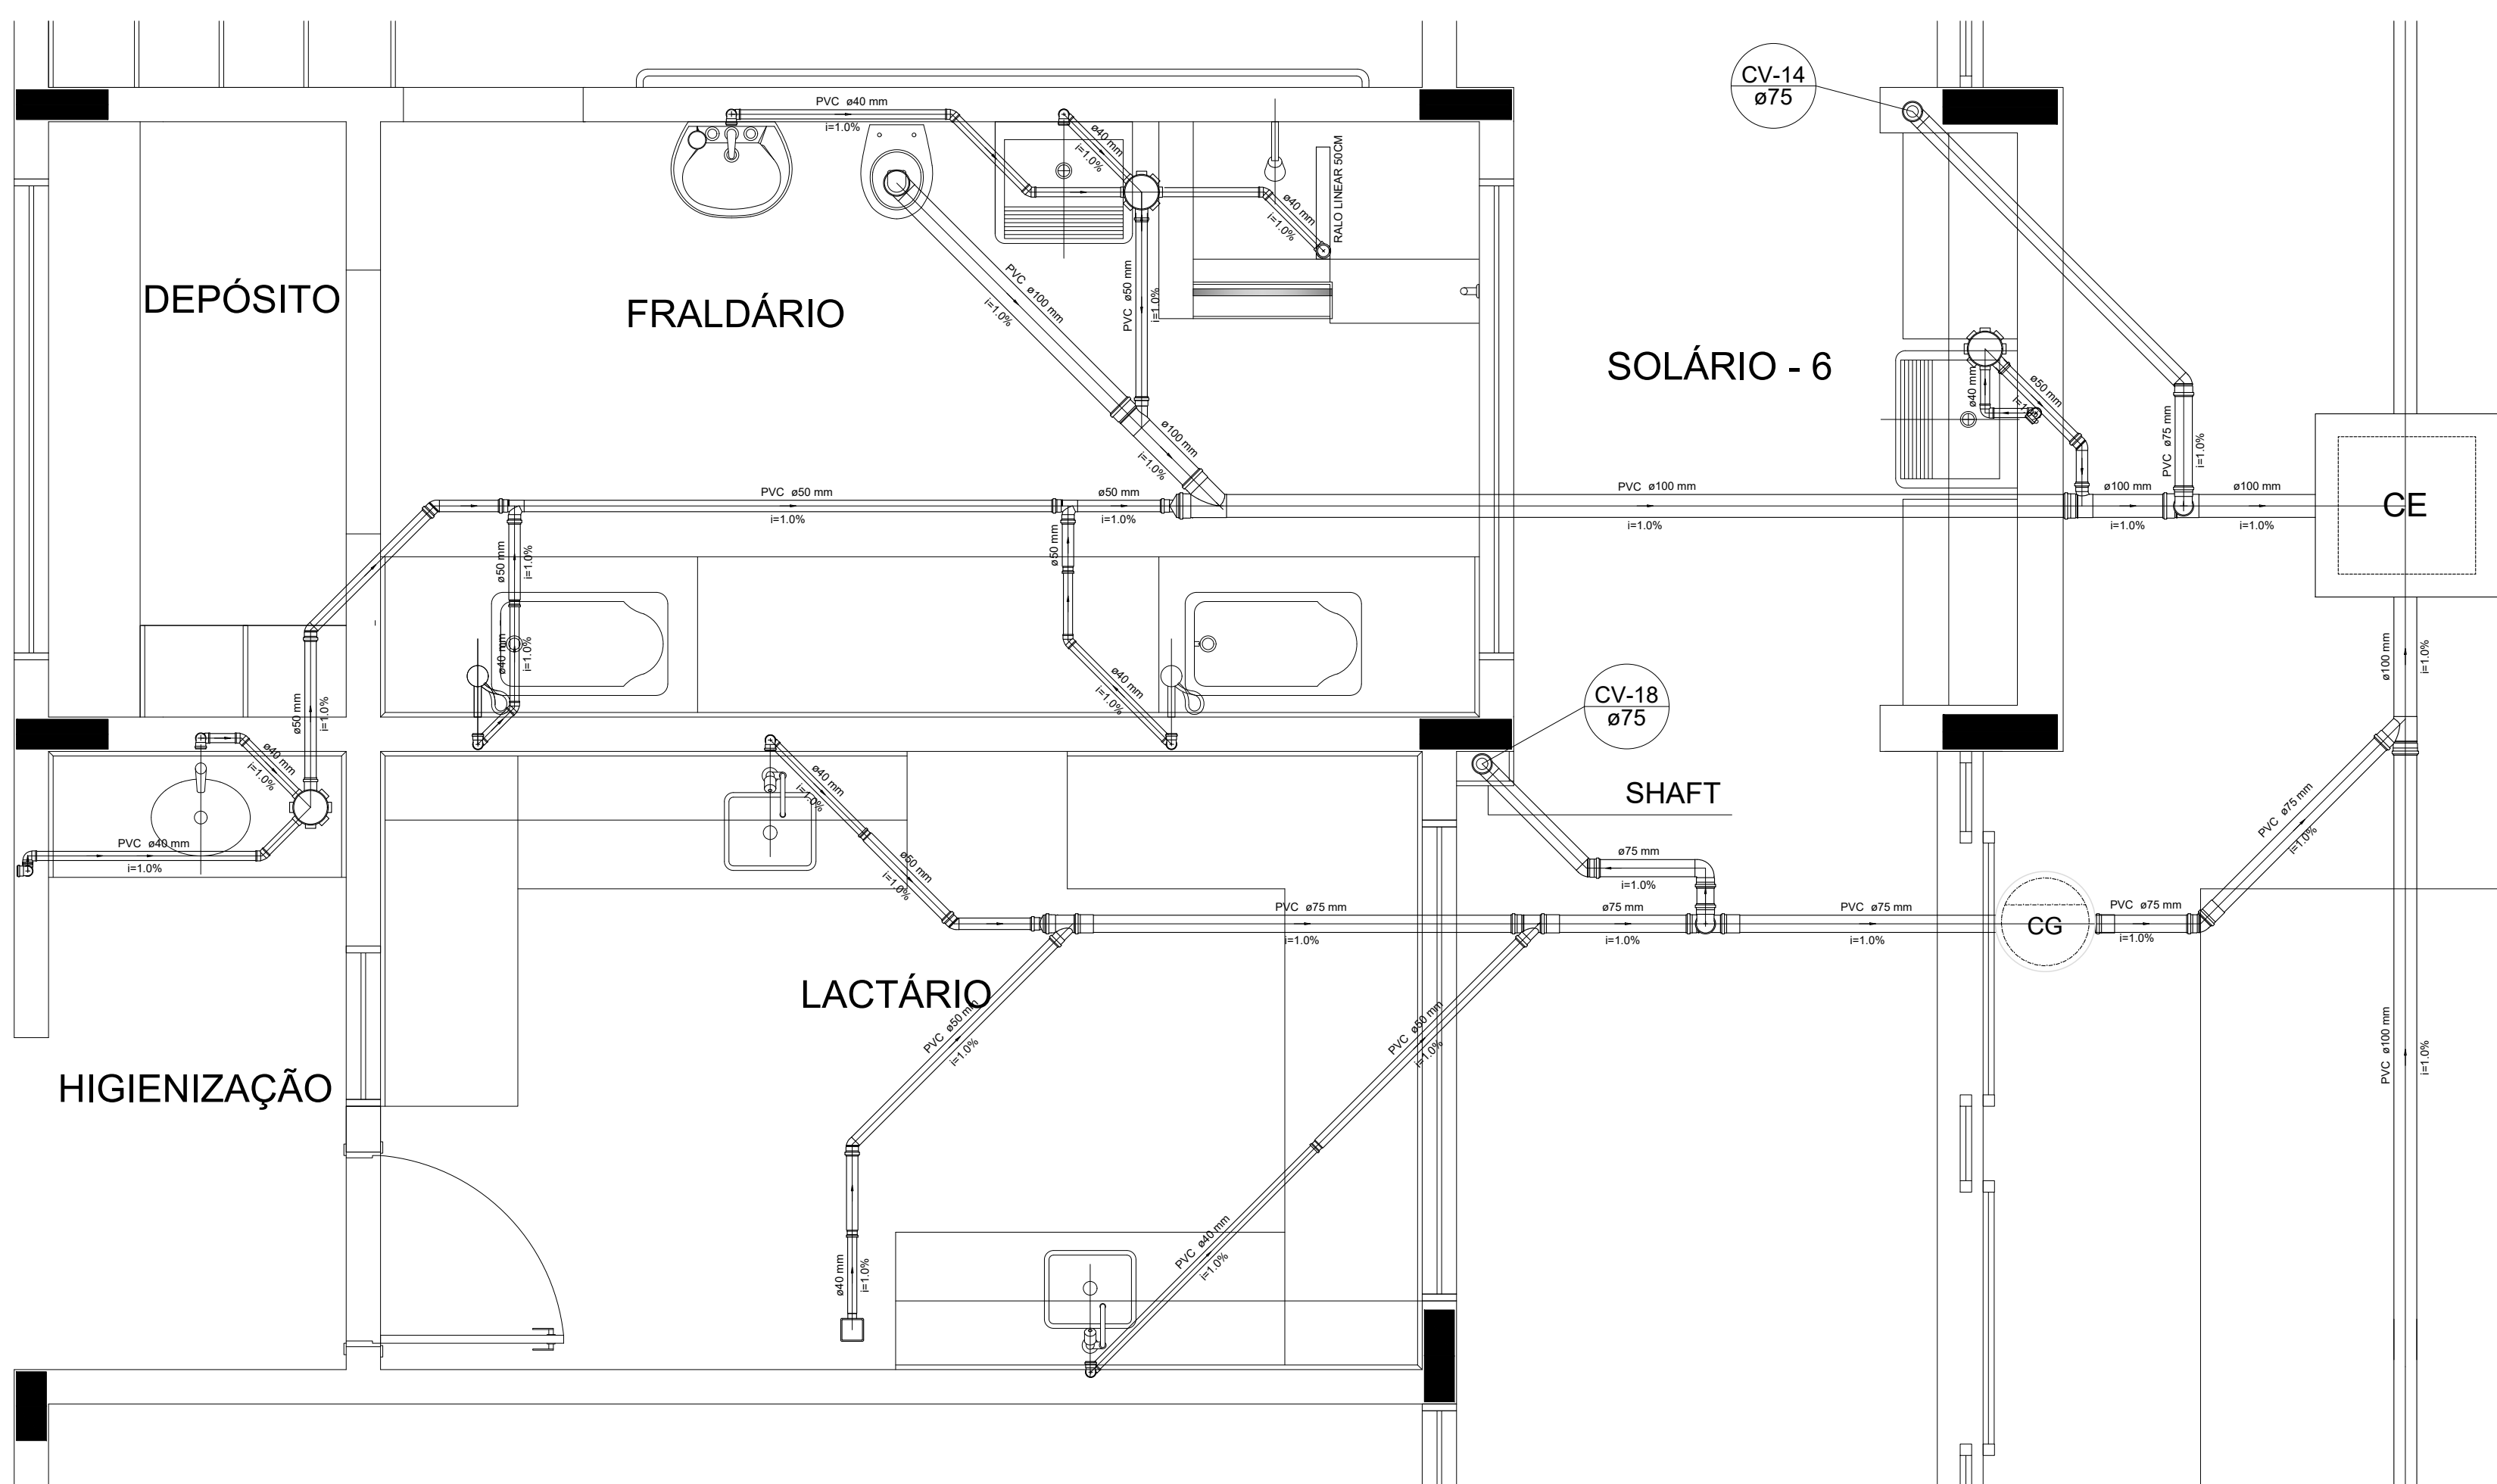 CV-14
ø75
PVC ø40 mm
i=1.0%
ø40 mm
i=1.0%
ø40 mm
i=1.0%
RALO LINEAR 50CM
DEPÓSITO
FRALDÁRIO
PVC ø100 mm
i=1.0%
PVC ø50 mm
i=1.0%
SOLÁRIO - 6
ø40 mm
ø50 mm
PVC ø75 mm
i=1.0%
ø100 mm
i=1.0%
PVC ø50 mm
i=1.0%
ø50 mm
i=1.0%
PVC ø100 mm
i=1.0%
ø100 mm
i=1.0%
ø100 mm
i=1.0%
CE
ø50 mm
i=1.0%
ø50 mm
ø40 mm
i=1.0%
ø40 mm
i=1.0%
ø50 mm
i=1.0%
ø100 mm
i=1.0%
CV-18
ø75
ø40 mm
i=1.0%
ø40 mm
i=1.0%
SHAFT
PVC ø75 mm
i=1.0%
PVC ø40 mm
i=1.0%
ø50 mm
i=1.0%
ø75 mm
i=1.0%
PVC ø75 mm
i=1.0%
ø75 mm
i=1.0%
PVC ø75 mm
i=1.0%
CG
PVC ø75 mm
i=1.0%
LACTÁRIO
PVC ø50 mm
i=1.0%
PVC ø50 mm
i=1.0%
PVC ø100 mm
i=1.0%
HIGIENIZAÇÃO
PVC ø40 mm
i=1.0%
ø40 mm
i=1.0%